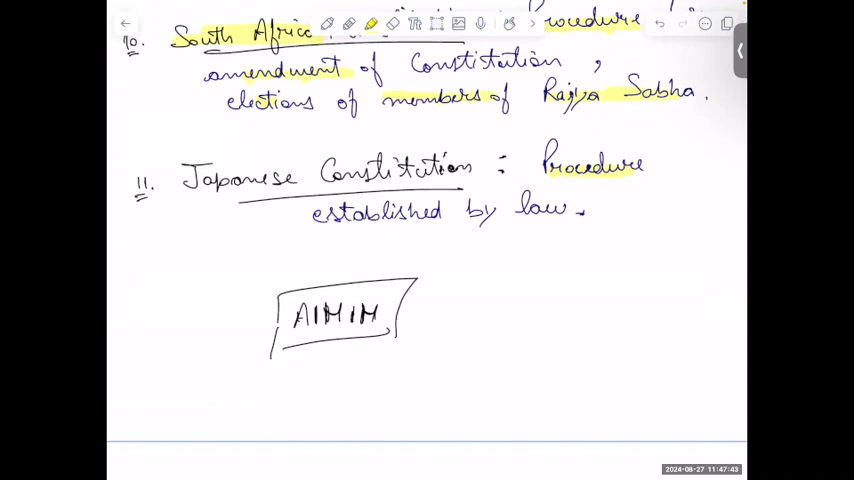 10. South Africa : Procedure
amendment of Constitution ,
elections of members of Rajya Sabha.
11. Japanese Constitution : Procedure
established by law.
AIMIM
2024-08-27 11:47:43